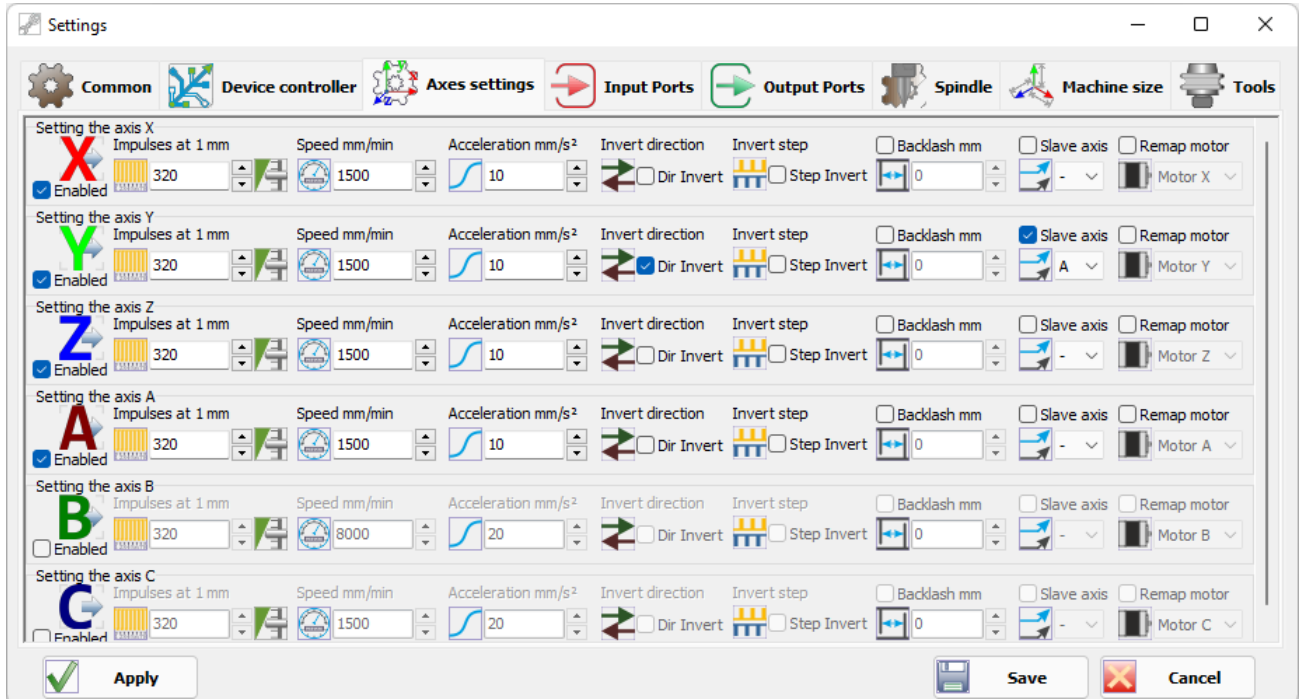 Settings
Common Device controller Axes settings Input Ports Output Ports Spindle Machine size Tools
Setting the axis X
Impulses at 1 mm Speed mm/min Acceleration mm/s² Invert direction Invert step Backlash mm Slave axis Remap motor
X Enabled 320 1500 10 Dir Invert Step Invert 0 - Motor X
Setting the axis Y
Impulses at 1 mm Speed mm/min Acceleration mm/s² Invert direction Invert step Backlash mm Slave axis Remap motor
Y Enabled 320 1500 10 Dir Invert Step Invert 0 A Motor Y
Setting the axis Z
Impulses at 1 mm Speed mm/min Acceleration mm/s² Invert direction Invert step Backlash mm Slave axis Remap motor
Z Enabled 320 1500 10 Dir Invert Step Invert 0 - Motor Z
Setting the axis A
Impulses at 1 mm Speed mm/min Acceleration mm/s² Invert direction Invert step Backlash mm Slave axis Remap motor
A Enabled 320 1500 10 Dir Invert Step Invert 0 - Motor A
Setting the axis B
Impulses at 1 mm Speed mm/min Acceleration mm/s² Invert direction Invert step Backlash mm Slave axis Remap motor
B Enabled 320 8000 20 Dir Invert Step Invert 0 - Motor B
Setting the axis C
Impulses at 1 mm Speed mm/min Acceleration mm/s² Invert direction Invert step Backlash mm Slave axis Remap motor
C Enabled 320 1500 20 Dir Invert Step Invert 0 - Motor C
Apply Save Cancel